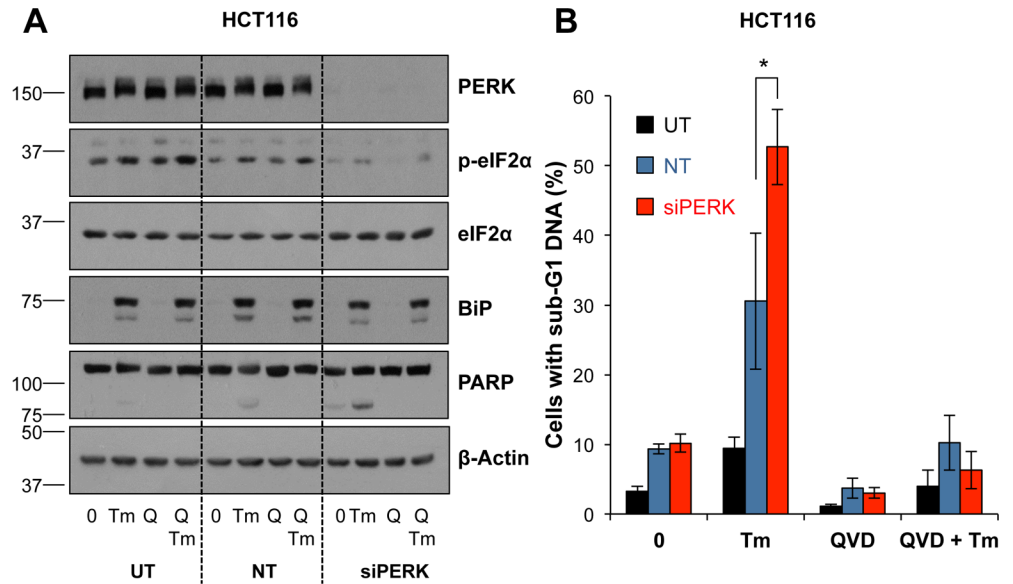 A
HCT116
150
PERK
37
p-eIF2α
37
eIF2α
75
BiP
100
75
PARP
50
37
β-Actin
0 Tm Q Q Tm 0 Tm Q Q Tm 0 Tm Q Q Tm
UT NT siPERK
B
HCT116
*
UT
NT
siPERK
Cells with sub-G1 DNA (%)
60
50
40
30
20
10
0
0 Tm QVD QVD + Tm